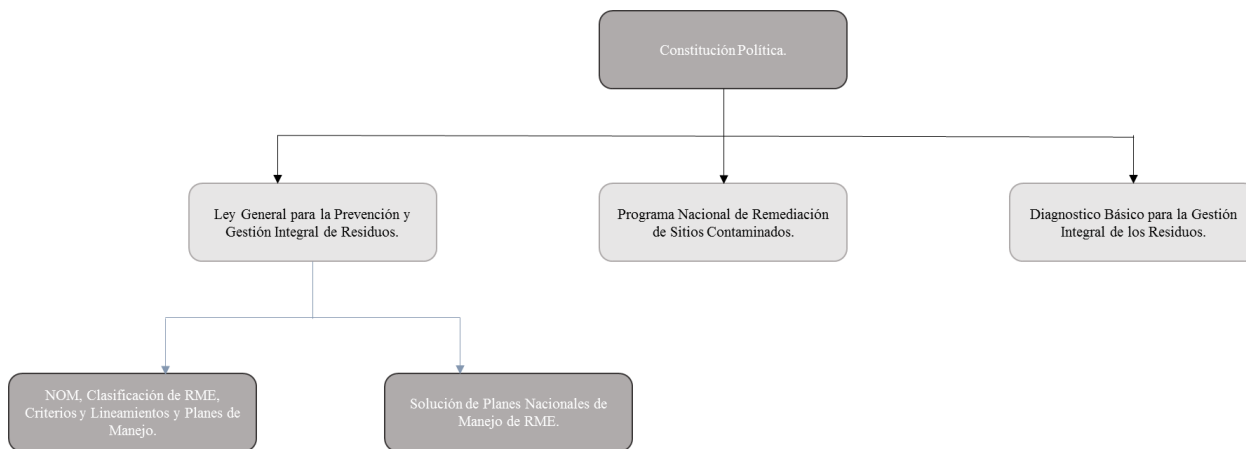 Constitución Política.
Ley General para la Prevención y
Gestión Integral de Residuos.
Programa Nacional de Remediación
de Sitios Contaminados.
Diagnostico Básico para la Gestión
Integral de los Residuos.
NOM, Clasificación de RME,
Criterios y Lineamientos y Planes de
Manejo.
Solución de Planes Nacionales de
Manejo de RME.